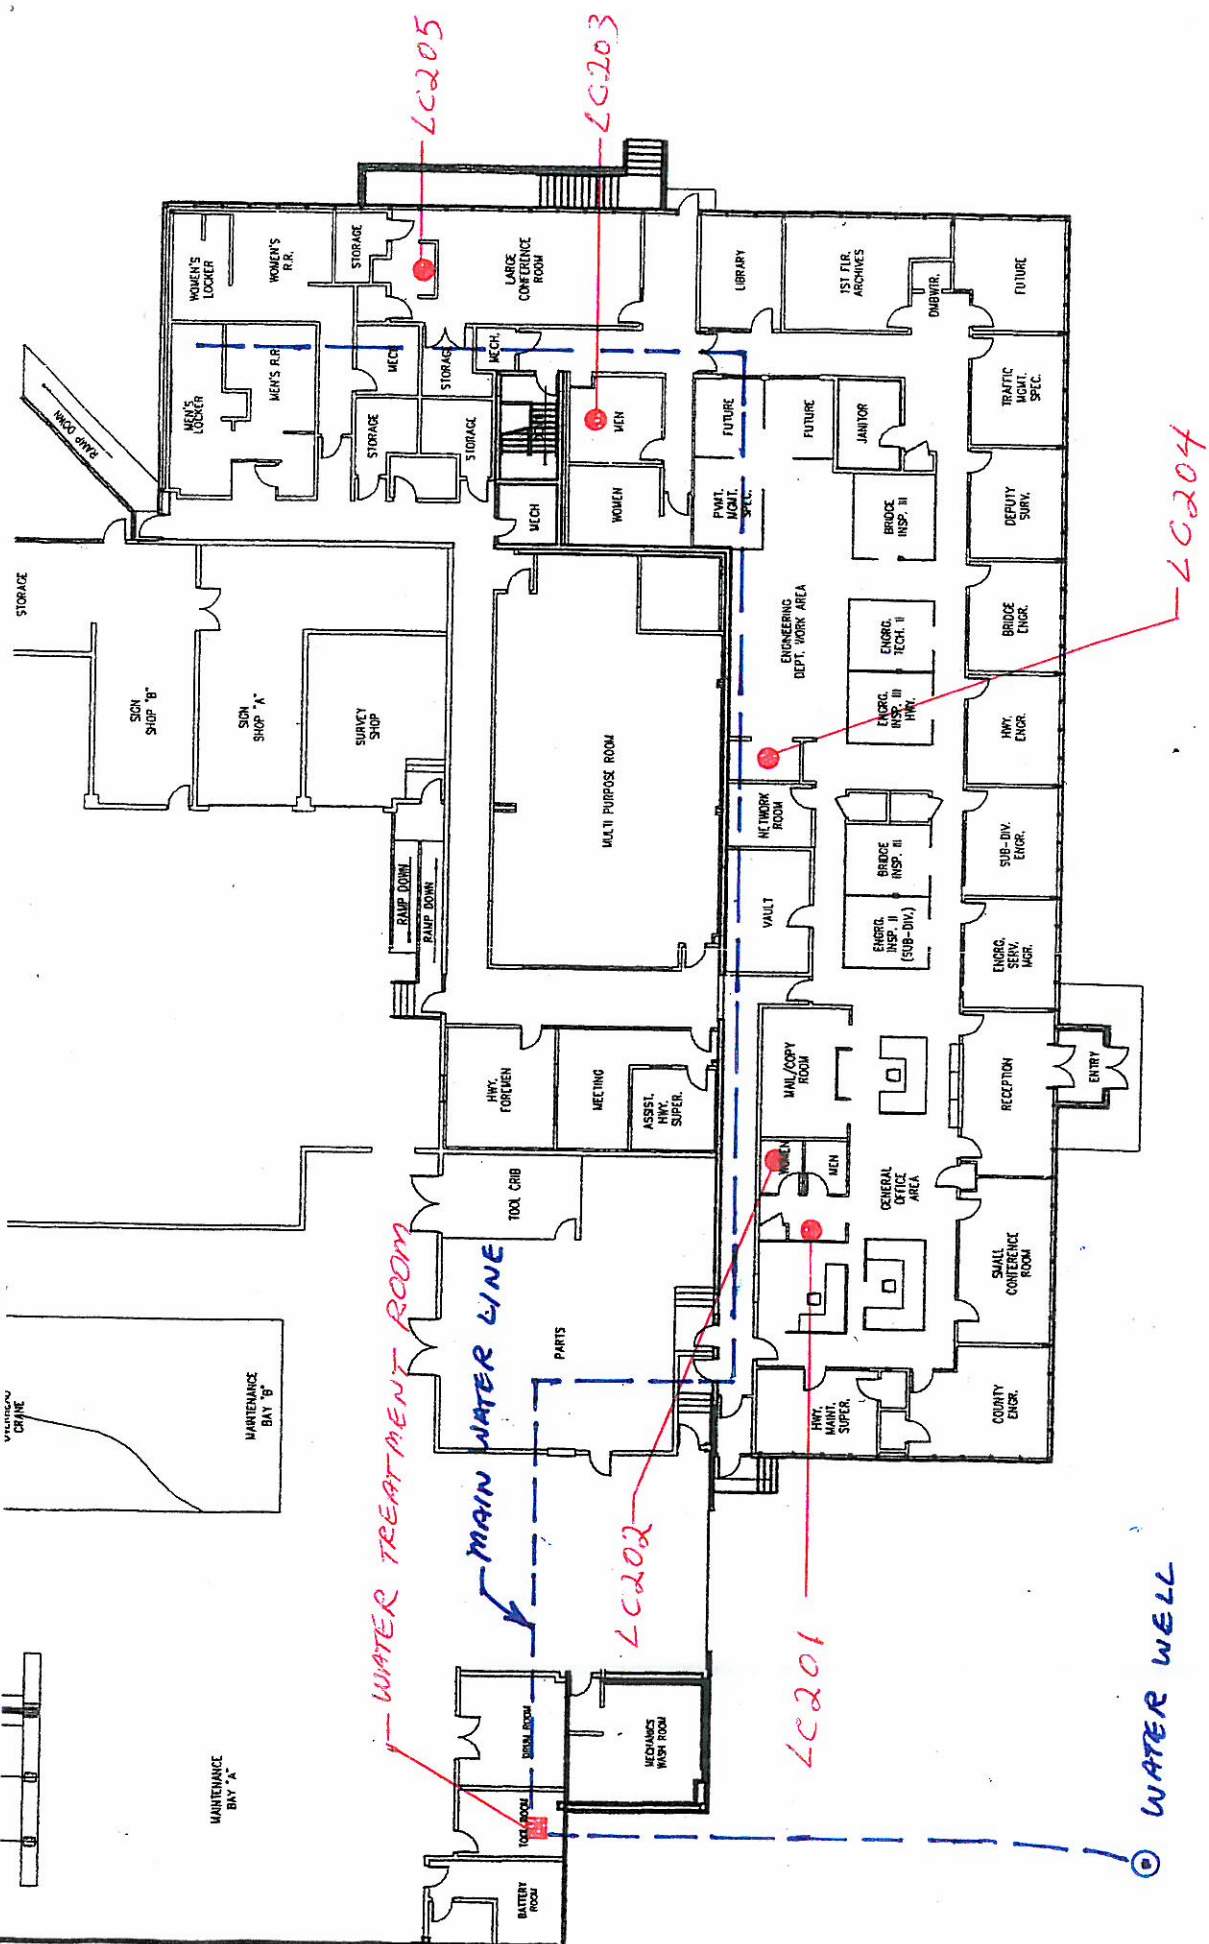 LC205
LC203
WOMEN'S
LOCKER
WOMEN'S
R.R.
STORAGE
LARGE
CONFERENCE
ROOM
LIBRARY
1ST FLR.
ARCHIVES
DMBWTR.
FUTURE
RAMP DOWN
MEN'S
LOCKER
MEN'S R.R.
MECH
STORAGE
MECH.
STORAGE
STORAGE
MECH
MEN
WOMEN
FUTURE
FUTURE
JANITOR
PVMT.
MGMT.
SPEC.
BRIDGE
INSP. III
TRAFFIC
MGMT.
SPEC.
DEPUTY
SURV.
LC204
STORAGE
SIGN
SHOP "B"
SIGN
SHOP "A"
SURVEY
SHOP
MULTI PURPOSE ROOM
ENGINEERING
DEPT. WORK AREA
ENGRG.
TECH. II
ENGRG.
INSP. III
HWY.
BRIDGE
ENGR.
HWY.
ENGR.
RAMP DOWN
RAMP DOWN
NETWORK
ROOM
VAULT
BRIDGE
INSP. III
ENGRG.
INSP. II
(SUB-DIV.)
SUB-DIV.
ENGR.
ENGRG.
SERV.
MGR.
HWY.
FOREMEN
MEETING
ASSIST.
HWY.
SUPER.
MAIL/COPY
ROOM
RECEPTION
ENTRY
TOOL CRIB
WOMEN
MEN
GENERAL
OFFICE
AREA
SMALL
CONFERENCE
ROOM
PARTS
HWY.
MAINT.
SUPER.
COUNTY
ENGR.
CRANE
MAINTENANCE
BAY "B"
WATER TREATMENT ROOM
MAIN WATER LINE
LC202
LC201
MAINTENANCE
BAY "A"
DRUM ROOM
TOOL ROOM
BATTERY
ROOM
MECHANICS
WASH ROOM
WATER WELL